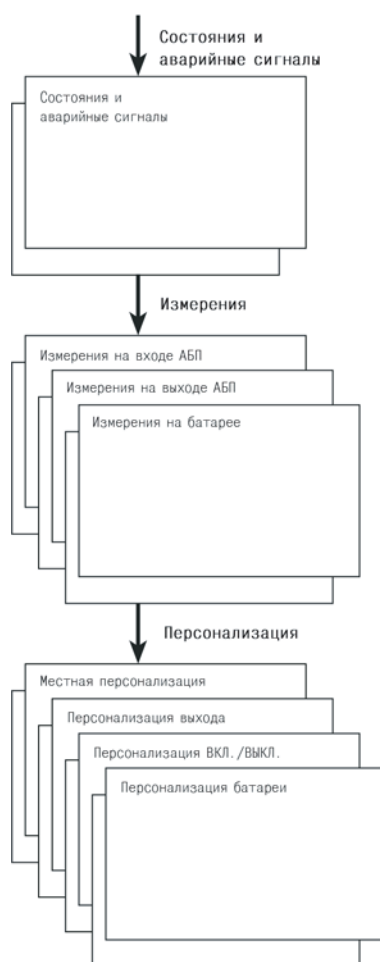 Состояния и
аварийные сигналы
Состояния и
аварийные сигналы
Измерения
Измерения на входе АБП
Измерения на выходе АБП
Измерения на батарее
Персонализация
Местная персонализация
Персонализация выхода
Персонализация ВКЛ./ВЫКЛ.
Персонализация батареи